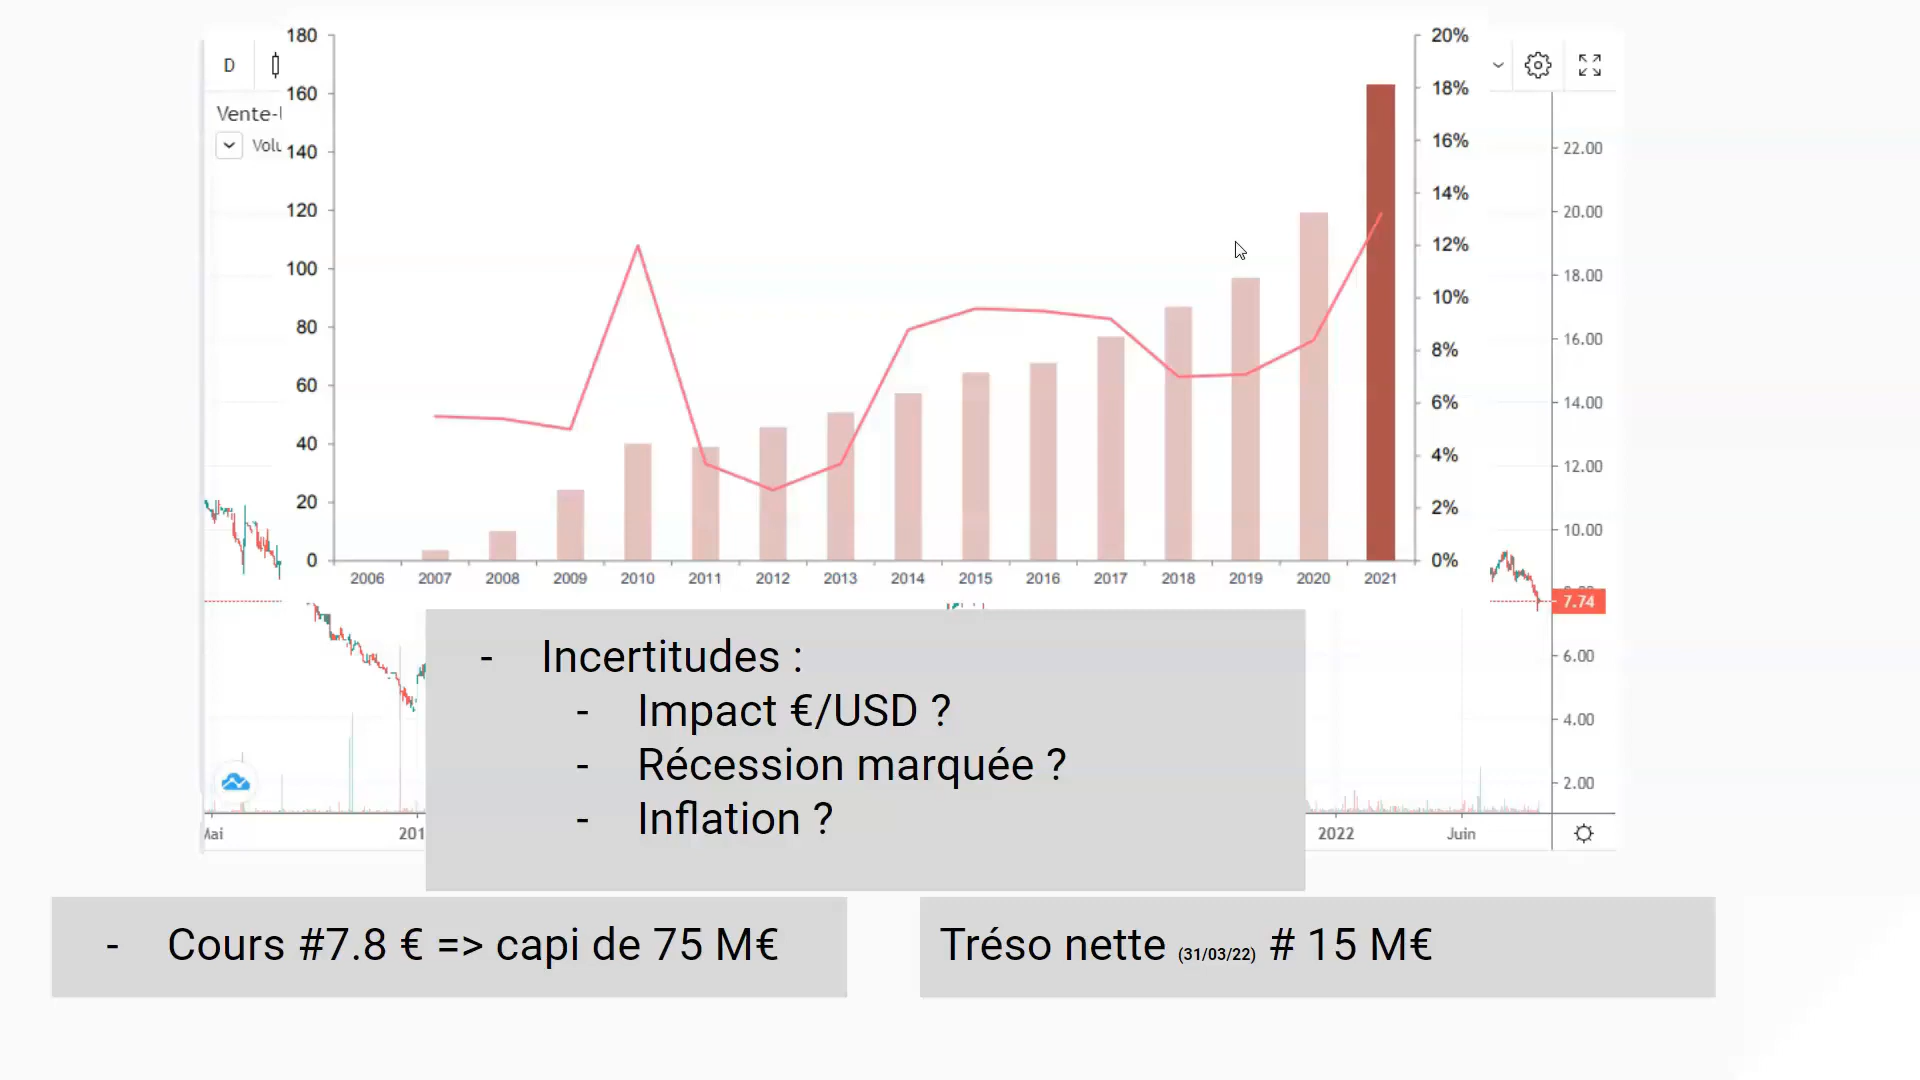 180
20%
D
160
18%
Vente-
140
16%
Volu
22.00
120
14%
20.00
100
12%
18.00
80
10%
16.00
60
8%
14.00
40
6%
12.00
20
4%
10.00
0
2%
0%
2006 2007 2008 2009 2010 2011 2012 2013 2014 2015 2016 2017 2018 2019 2020 2021
7.74
6.00
4.00
2.00
- Incertitudes :
- Impact €/USD ?
- Récession marquée ?
- Inflation ?
Mai 201 2022 Juin
- Cours #7.8 € => capi de 75 M€
Tréso nette (31/03/22) # 15 M€